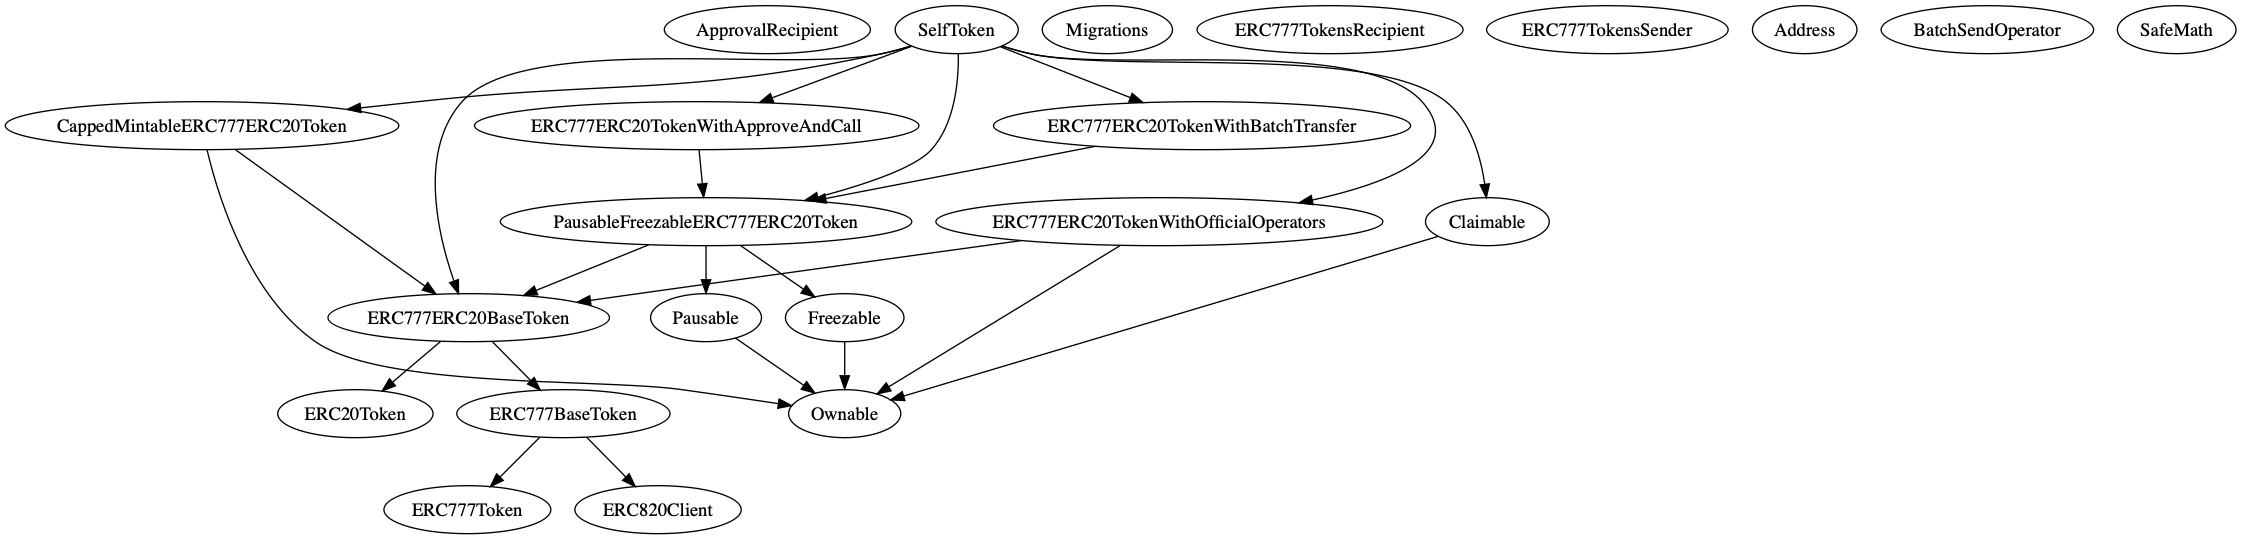 ApprovalRecipient
SelfToken
Migrations
ERC777TokensRecipient
ERC777TokensSender
Address
BatchSendOperator
SafeMath
CappedMintableERC777ERC20Token
ERC777ERC20TokenWithApproveAndCall
ERC777ERC20TokenWithBatchTransfer
PausableFreezableERC777ERC20Token
ERC777ERC20TokenWithOfficialOperators
Claimable
ERC777ERC20BaseToken
Pausable
Freezable
ERC20Token
ERC777BaseToken
Ownable
ERC777Token
ERC820Client